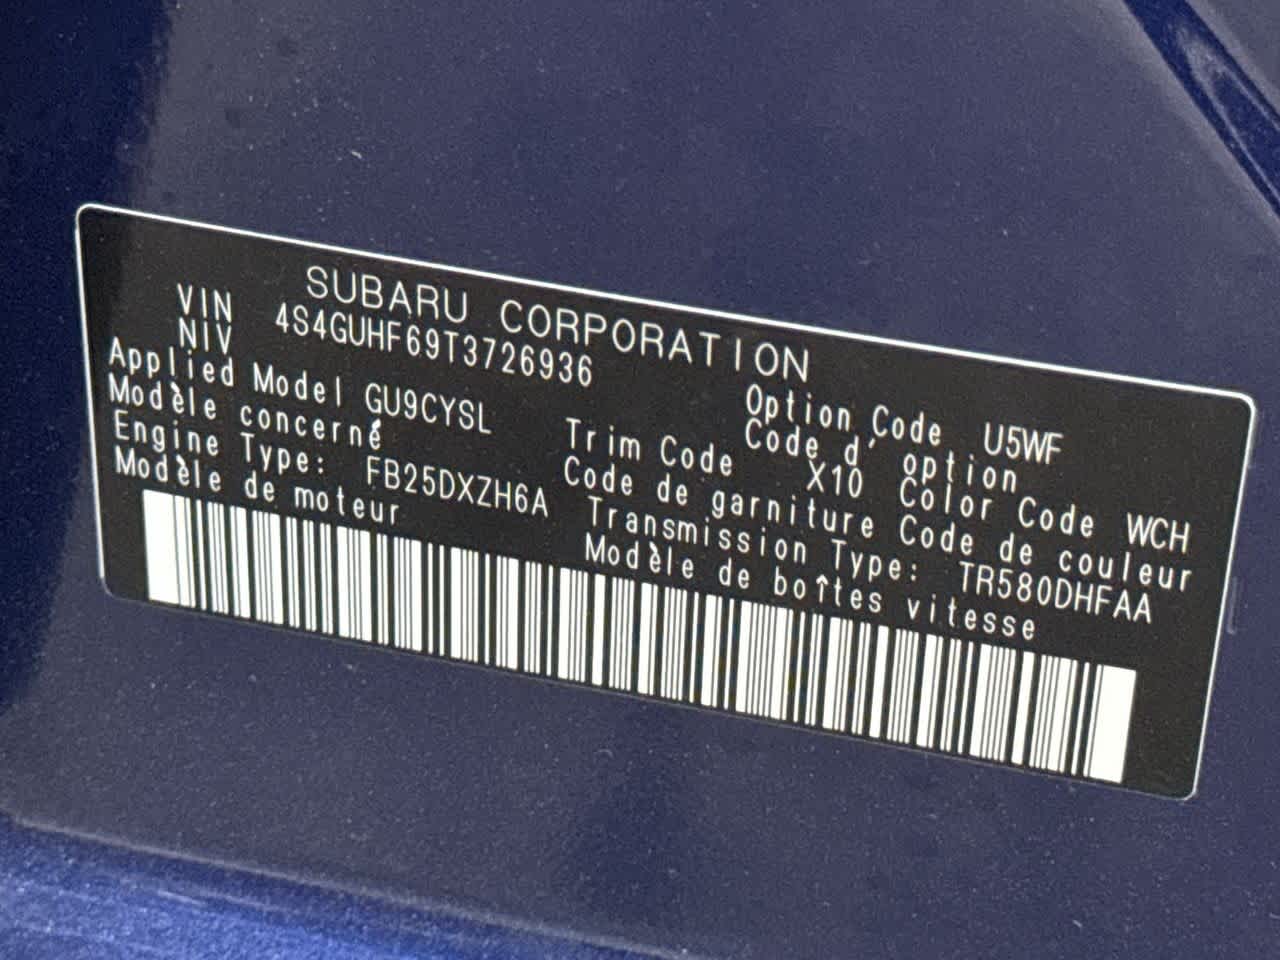 SUBARU CORPORATION
VIN
NIV 4S4GUHF69T3726936
Applied Model GU9CYSL Option Code U5WF
Modèle concerné Code d'option
Trim Code X10 Color Code WCH
Code de garniture Code de couleur
Engine Type: FB25DXZH6A Transmission Type: TR580DHFAA
Modèle de moteur Modèle de boîtes vitesse